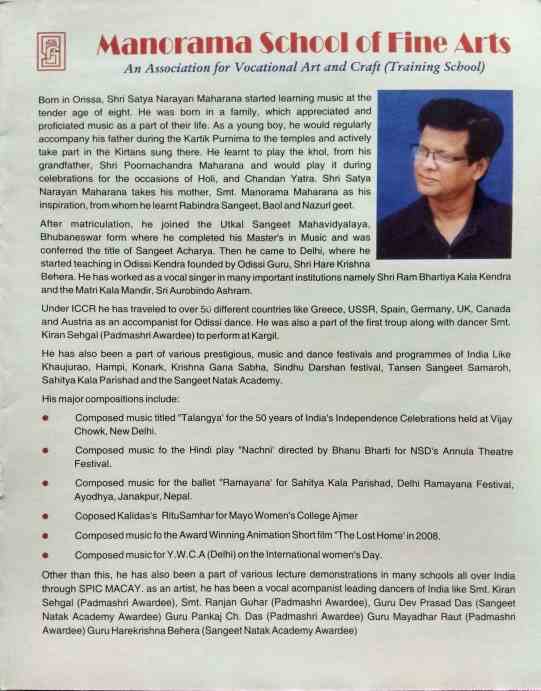 Manorama School of Fine Arts
An Association for Vocational Art and Craft (Training School)
Born in Orissa, Shri Satya Narayan Maharana started learning music at the
tender age of eight. He was born in a family, which appreciated and
proficiated music as a part of their life. As a young boy, he would regularly
accompany his father during the Kartik Purnima to the temples and actively
take part in the Kirtans sung there. He learnt to play the khol, from his
grandfather, Shri Poornachandra Maharana and would play it during
celebrations for the occasions of Holi, and Chandan Yatra. Shri Satya
Narayan Maharana takes his mother, Smt. Manorama Maharana as his
inspiration, from whom he learnt Rabindra Sangeet, Baol and Nazurl geet.
After matriculation, he joined the Utkal Sangeet Mahavidyalaya,
Bhubaneswar form where he completed his Master's in Music and was
conferred the title of Sangeet Acharya. Then he came to Delhi, where he
started teaching in Odissi Kendra founded by Odissi Guru, Shri Hare Krishna
Behera. He has worked as a vocal singer in many important institutions namely Shri Ram Bhartiya Kala Kendra
and the Matri Kala Mandir, Sri Aurobindo Ashram.
Under ICCR he has traveled to over 50 different countries like Greece, USSR, Spain, Germany, UK, Canada
and Austria as an accompanist for Odissi dance. He was also a part of the first troup along with dancer Smt.
Kiran Sehgal (Padmashri Awardee) to perform at Kargil.
He has also been a part of various prestigious, music and dance festivals and programmes of India Like
Khaujurao, Hampi, Konark, Krishna Gana Sabha, Sindhu Darshan festival, Tansen Sangeet Samaroh,
Sahitya Kala Parishad and the Sangeet Natak Academy.
His major compositions include:
• Composed music titled "Talangya' for the 50 years of India's Independence Celebrations held at Vijay
Chowk, New Delhi.
• Composed music fo the Hindi play "Nachni' directed by Bhanu Bharti for NSD's Annula Theatre
Festival.
• Composed music for the ballet "Ramayana' for Sahitya Kala Parishad, Delhi Ramayana Festival,
Ayodhya, Janakpur, Nepal.
• Coposed Kalidas's RituSamhar for Mayo Women's College Ajmer
• Composed music fo the Award Winning Animation Short film "The Lost Home' in 2008.
• Composed music for Y.W.C.A (Delhi) on the International women's Day.
Other than this, he has also been a part of various lecture demonstrations in many schools all over India
through SPIC MACAY. as an artist, he has been a vocal acompanist leading dancers of India like Smt. Kiran
Sehgal (Padmashri Awardee), Smt. Ranjan Guhar (Padmashri Awardee), Guru Dev Prasad Das (Sangeet
Natak Academy Awardee) Guru Pankaj Ch. Das (Padmashri Awardee) Guru Mayadhar Raut (Padmashri
Awardee) Guru Harekrishna Behera (Sangeet Natak Academy Awardee)